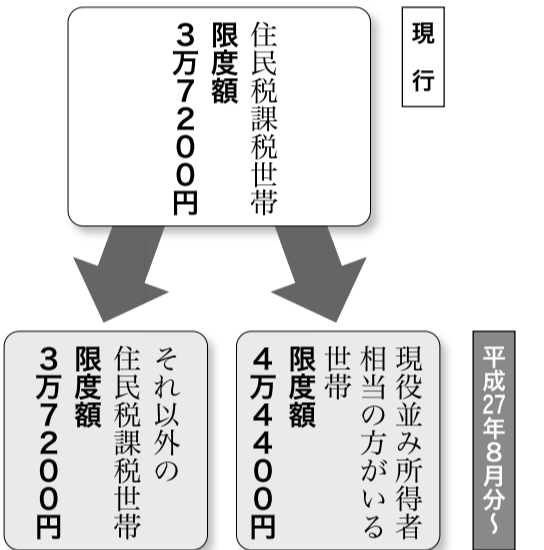 現行
住民税課税世帯
限度額
3万7200円
平成27年8月分~
現役並み所得者
相当の方がいる
世帯
限度額
4万4400円
それ以外の
住民税課税世帯
限度額
3万7200円